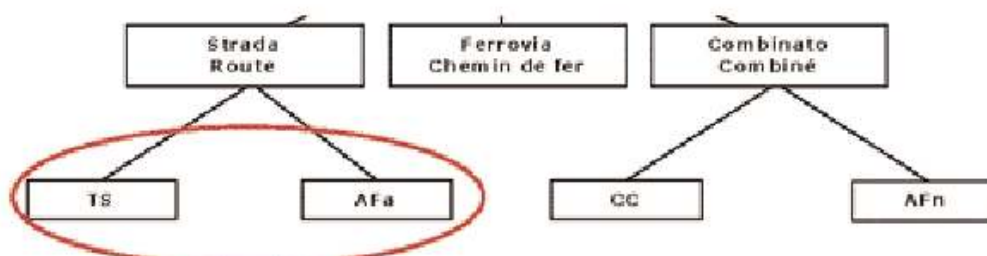 Strada
Route
Ferrovia
Chemin de fer
Combinato
Combiné
TS
AFa
CC
AFn